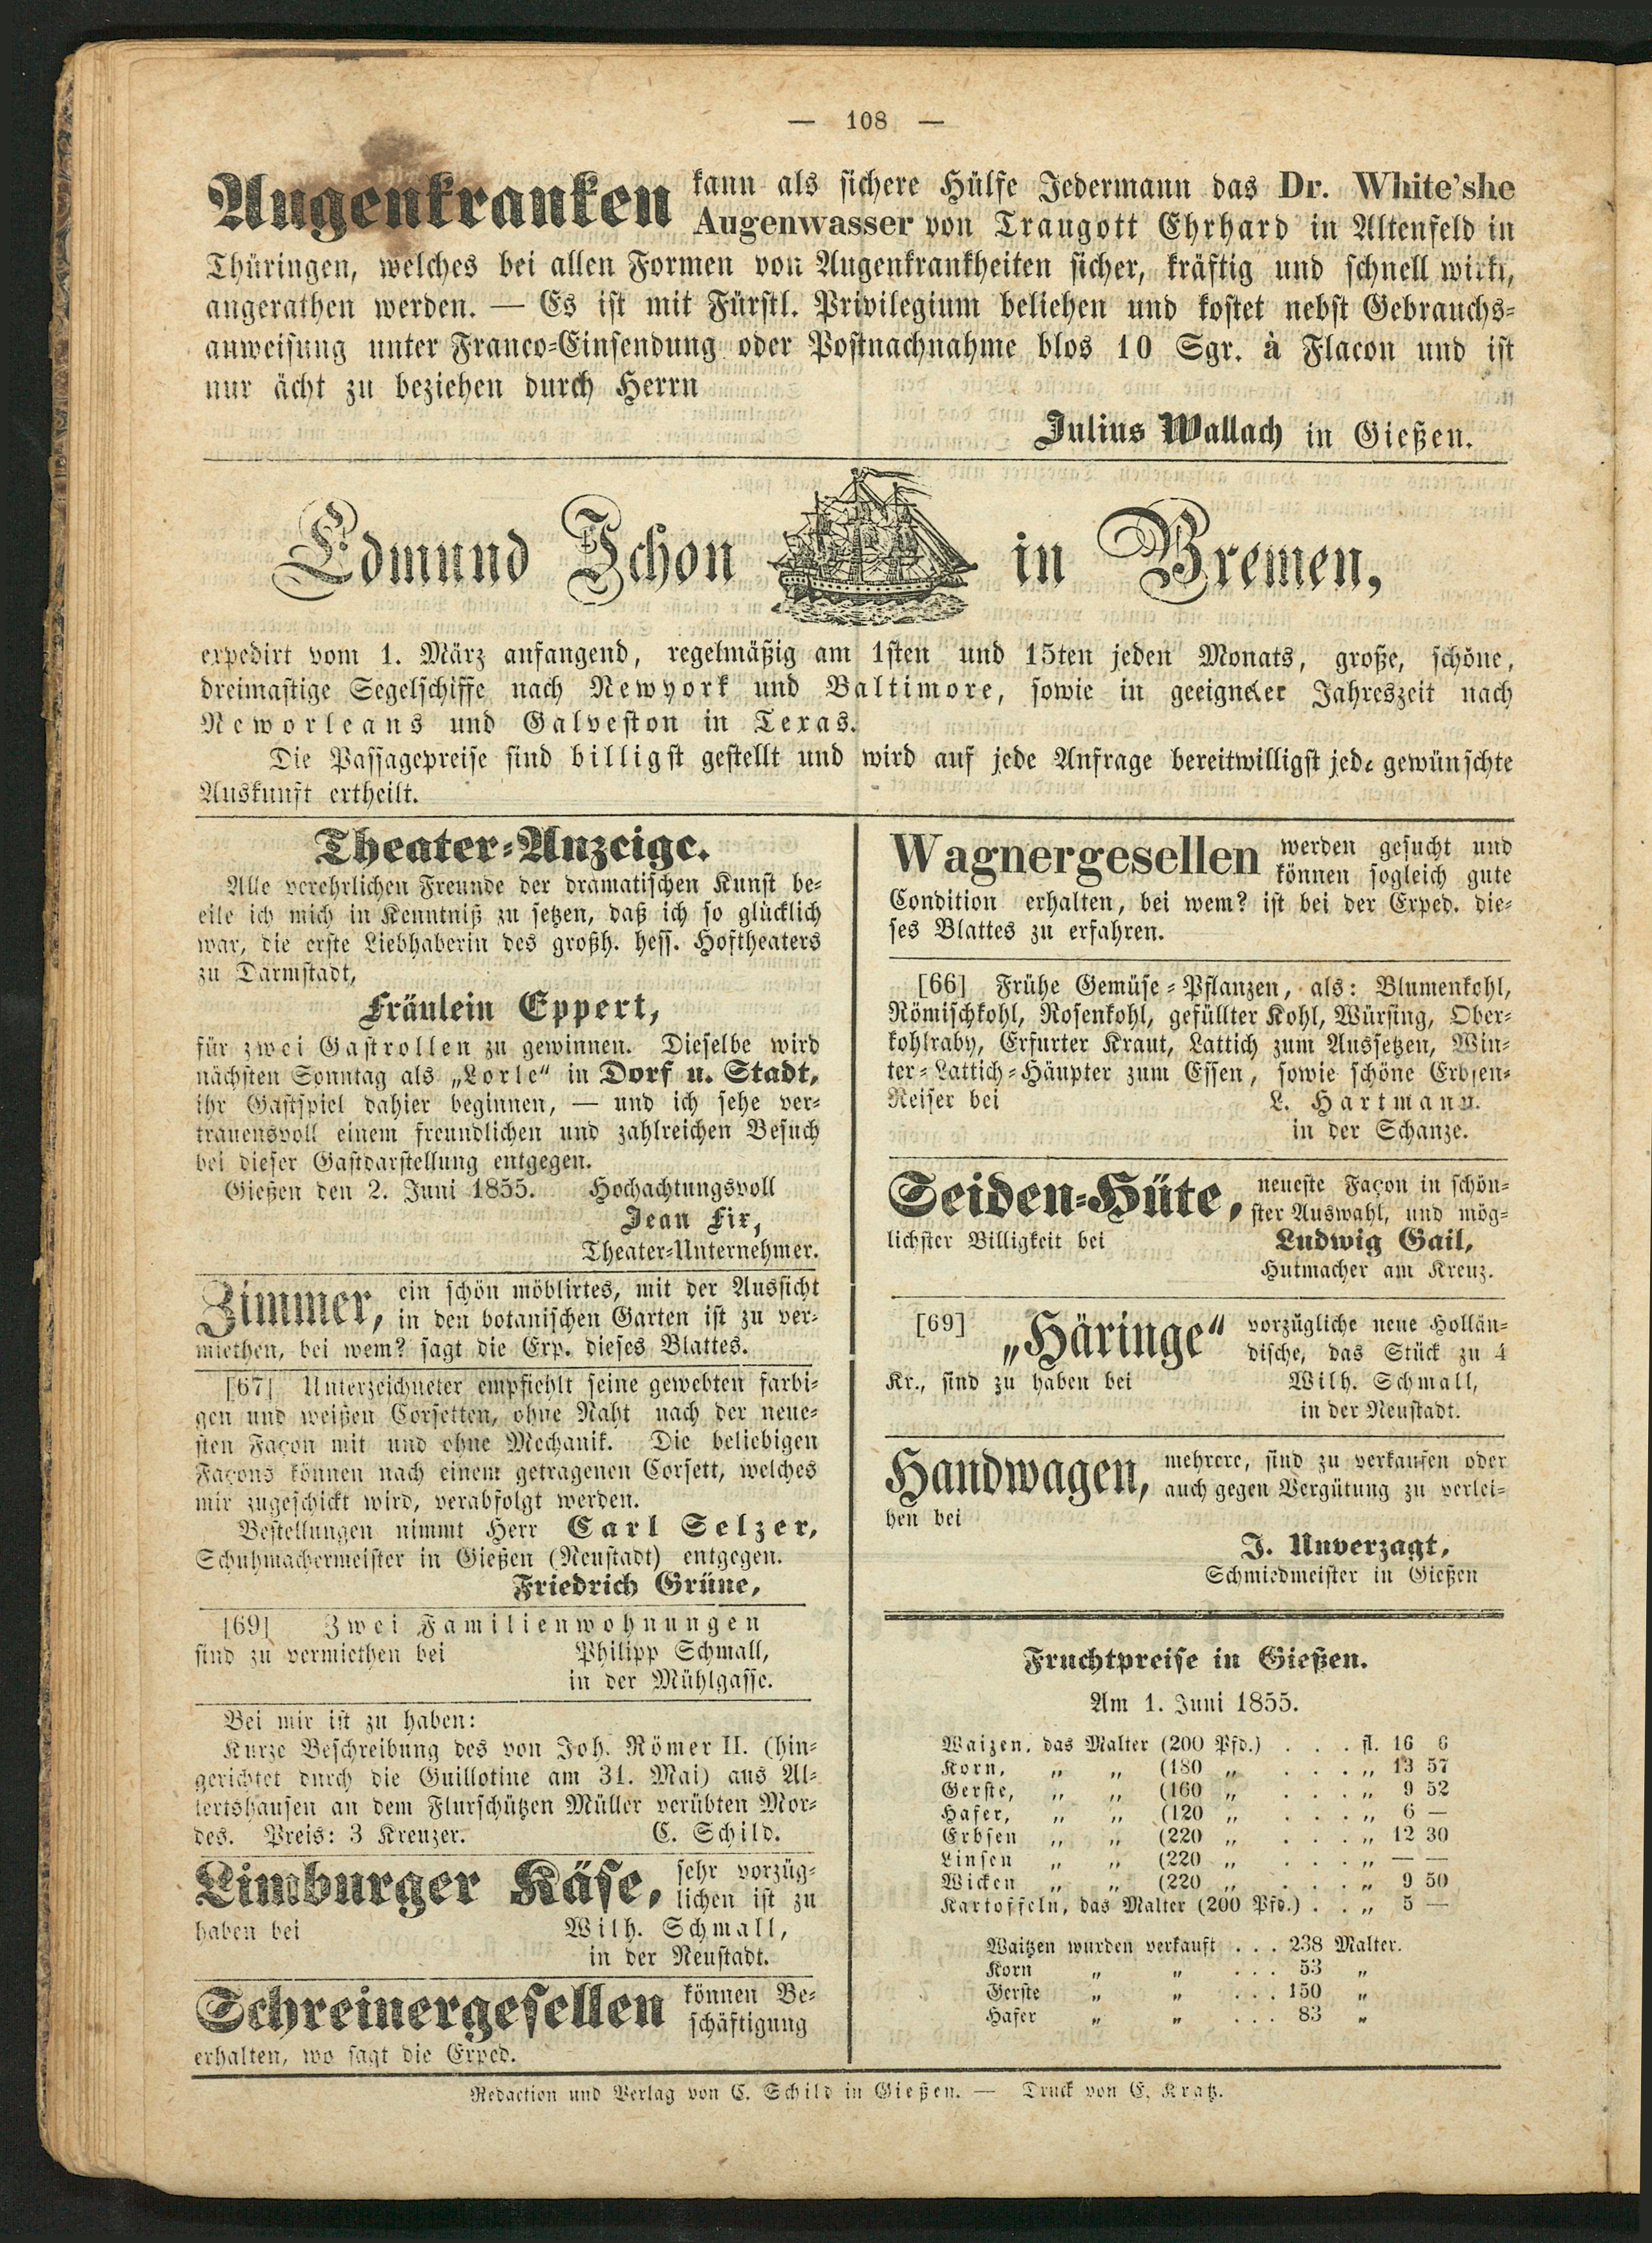 — 108 —
Augenkranken kann als sichere Hülfe Jedermann das Dr. White'she
Augenwasser von Traugott Ehrhard in Altenfeld in
Thüringen, welches bei allen Formen von Augenkrankheiten sicher, kräftig und schnell wirkt,
angerathen werden. — Es ist mit Fürstl. Privilegium beliehen und kostet nebst Gebrauchs-
anweisung unter Franco-Einsendung oder Postnachnahme blos 10 Sgr. à Flacon und ist
nur ächt zu beziehen durch Herrn
Julius Wallach in Gießen.
Edmund Ichon in Bremen,
expedirt vom 1. März anfangend, regelmäßig am 1sten und 15ten jeden Monats, große, schöne,
dreimastige Segelschiffe nach Newyork und Baltimore, sowie in geeigneter Jahreszeit nach
Neworleans und Galveston in Texas.
Die Passagepreise sind billigst gestellt und wird auf jede Anfrage bereitwilligst jede gewünschte
Auskunft ertheilt.
Theater-Anzeige.
Alle verehrlichen Freunde der dramatischen Kunst be-
eile ich mich in Kenntniß zu setzen, daß ich so glücklich
war, die erste Liebhaberin des großh. hess. Hoftheaters
zu Darmstadt,
Fräulein Eppert,
für zwei Gastrollen zu gewinnen. Dieselbe wird
nächsten Sonntag als „Lorle" in Dorf u. Stadt,
ihr Gastspiel dahier beginnen, — und ich sehe ver-
trauensvoll einem freundlichen und zahlreichen Besuch
bei dieser Gastdarstellung entgegen.
Gießen den 2. Juni 1855. Hochachtungsvoll
Jean Fix,
Theater-Unternehmer.
Zimmer, ein schön möblirtes, mit der Aussicht
in den botanischen Garten ist zu ver-
miethen, bei wem? sagt die Exp. dieses Blattes.
[67] Unterzeichneter empfiehlt seine gewebten farbi-
gen und weißen Corsetten, ohne Naht nach der neue-
sten Façon mit und ohne Mechanik. Die beliebigen
Façons können nach einem getragenen Corsett, welches
mir zugeschickt wird, verabfolgt werden.
Bestellungen nimmt Herr Carl Selzer,
Schuhmachermeister in Gießen (Neustadt) entgegen.
Friedrich Grüne,
[69] Zwei Familienwohnungen
sind zu vermiethen bei Philipp Schmall,
in der Mühlgasse.
Bei mir ist zu haben:
Kurze Beschreibung des von Joh. Römer II. (hin-
gerichtet durch die Guillotine am 31. Mai) aus Al-
lertshausen an dem Flurschützen Müller verübten Mor-
des. Preis: 3 Kreuzer. C. Schild.
Limburger Käse, sehr vorzüg-
lichen ist zu
haben bei Wilh. Schmall,
in der Neustadt.
Schreinergesellen können Be-
schäftigung
erhalten, wo sagt die Exped.
Wagnergesellen werden gesucht und
können sogleich gute
Condition erhalten, bei wem? ist bei der Exped. die-
ses Blattes zu erfahren.
[66] Frühe Gemüse-Pflanzen, als: Blumenkohl,
Römischkohl, Rosenkohl, gefüllter Kohl, Würsing, Ober-
kohlraby, Erfurter Kraut, Lattich zum Aussetzen, Win-
ter-Lattich-Häupter zum Essen, sowie schöne Erbsen-
Reiser bei L. Hartmann.
in der Schanze.
Seiden-Hüte, neueste Façon in schön-
ster Auswahl, und mög-
lichster Billigkeit bei Ludwig Gail,
Hutmacher am Kreuz.
[69] „Häringe" vorzügliche neue Hollän-
dische, das Stück zu 4
Kr., sind zu haben bei Wilh. Schmall,
in der Neustadt.
Handwagen, mehrere, sind zu verkaufen oder
auch gegen Vergütung zu verlei-
hen bei
J. Unverzagt,
Schmiedmeister in Gießen
Fruchtpreise in Gießen.
Am 1. Juni 1855.
Waizen, das Malter (200 Pfd.) . . . fl. 16 6
Korn, „ „ (180 „ . . . „ 13 57
Gerste, „ „ (160 „ . . . „ 9 52
Hafer, „ „ (120 „ . . . „ 6 —
Erbsen „ „ (220 „ . . . „ 12 30
Linsen „ „ (220 „ . . . „ — —
Wicken „ „ (220 „ . . . „ 9 50
Kartoffeln, das Malter (200 Pfd.) . . „ 5 —
Waitzen wurden verkauft . . . 238 Malter.
Korn „ „ . . . 53 „
Gerste „ „ . . . 150 „
Hafer „ „ . . . 83 „
Redaction und Verlag von C. Schild in Gießen. — Druck von E. Kratz.